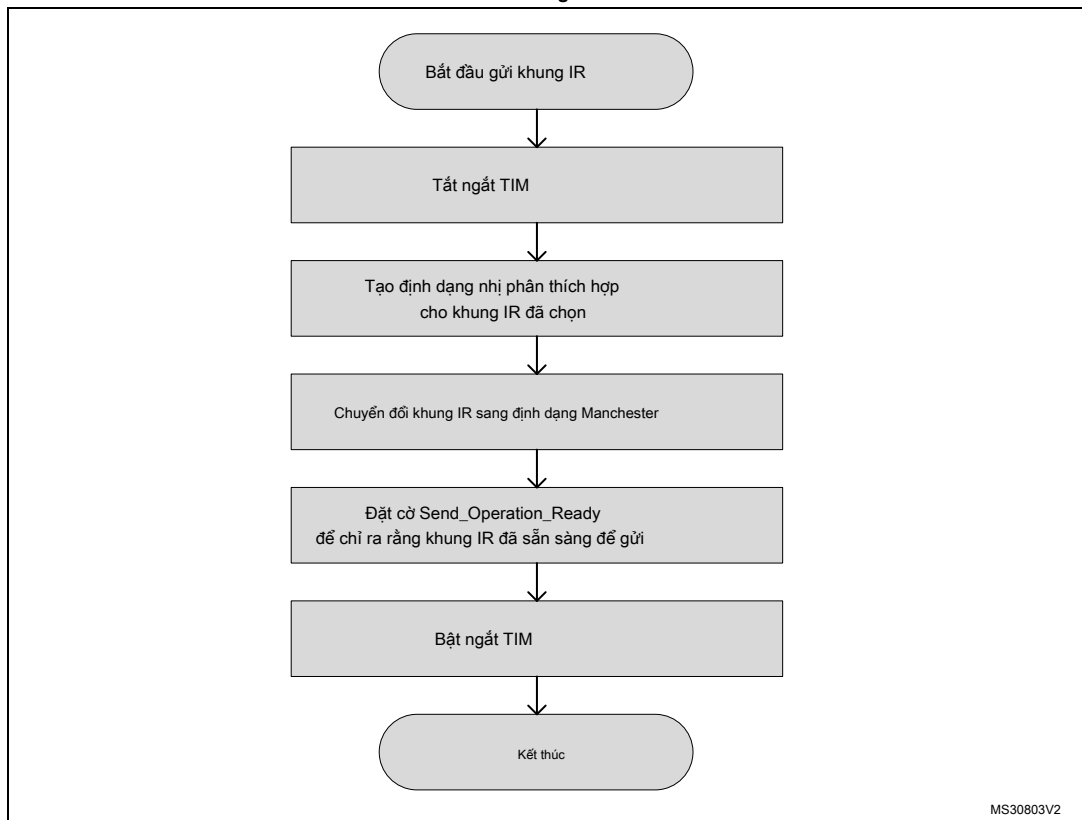 Bắt đầu gửi khung IR
Tắt ngắt TIM
Tạo định dạng nhị phân thích hợp
cho khung IR đã chọn
Chuyển đổi khung IR sang định dạng Manchester
Đặt cờ Send_Operation_Ready
để chỉ ra rằng khung IR đã sẵn sàng để gửi
Bật ngắt TIM
Kết thúc
MS30803V2